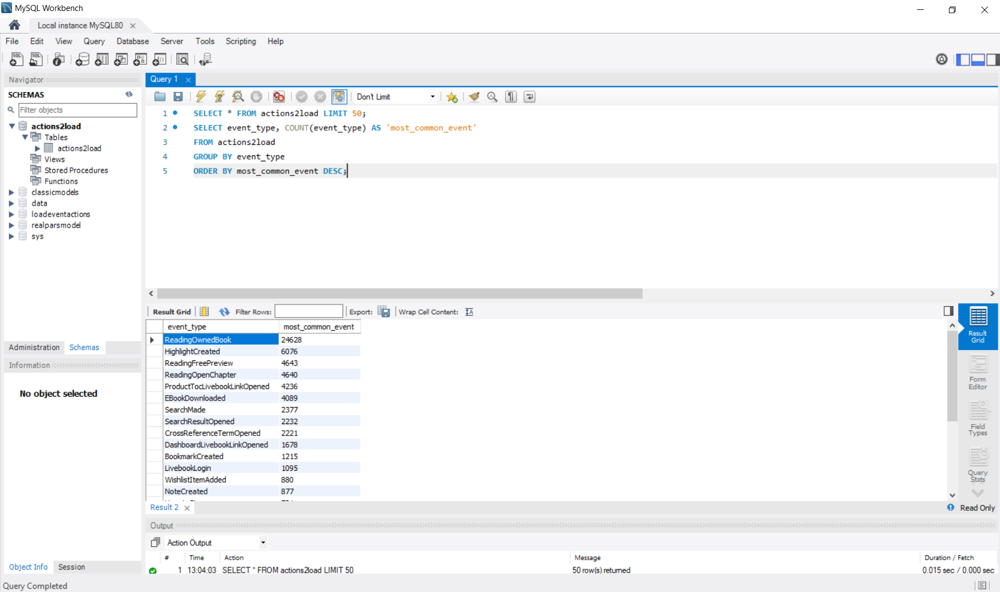 MySQL Workbench
Local instance MySQL80
File Edit View Query Database Server Tools Scripting Help
Navigator
SCHEMAS
Filter objects
actions2load
Tables
actions2load
Views
Stored Procedures
Functions
classicmodels
data
loadeventactions
realparsmodel
sys
Administration Schemas
Information
No object selected
Object Info Session
Query 1
Don't Limit
1 SELECT * FROM actions2load LIMIT 50;
2 SELECT event_type, COUNT(event_type) AS 'most_common_event'
3 FROM actions2load
4 GROUP BY event_type
5 ORDER BY most_common_event DESC;
Result Grid Filter Rows: Export: Wrap Cell Content:
event_type most_common_event
ReadingOwnedBook 24628
HighlightCreated 6076
ReadingFreePreview 4643
ReadingOpenChapter 4640
ProductTocLivebookLinkOpened 4236
EBookDownloaded 4089
SearchMade 2377
SearchResultOpened 2232
CrossReferenceTermOpened 2221
DashboardLivebookLinkOpened 1678
BookmarkCreated 1215
LivebookLogin 1095
WishlistItemAdded 880
NoteCreated 877
Result
Grid
Form
Editor
Field
Types
Query
Stats
Result 2
Read Only
Output
Action Output
# Time Action Message Duration / Fetch
1 13:04:03 SELECT * FROM actions2load LIMIT 50 50 row(s) returned 0.015 sec / 0.000 sec
Query Completed